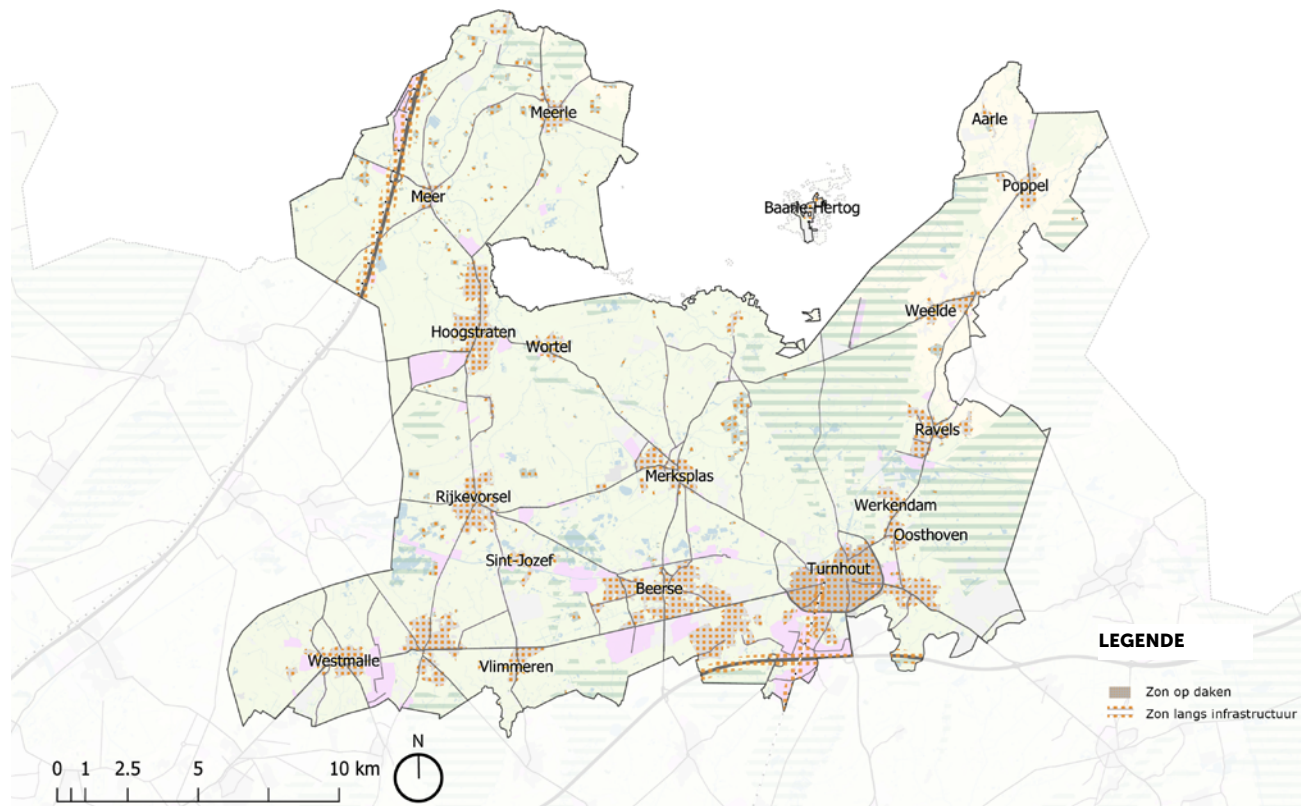 Meerle
Aarle
Poppel
Meer
Baarle-Hertog
Weelde
Hoogstraten
Wortel
Ravels
Merksplas
Rijkevorsel
Werkendam
Oosthoven
Sint-Jozef
Turnhout
Beerse
LEGENDE
Westmalle
Vlimmeren
Zon op daken
Zon langs infrastructuur
N
0 1 2.5 5 10 km